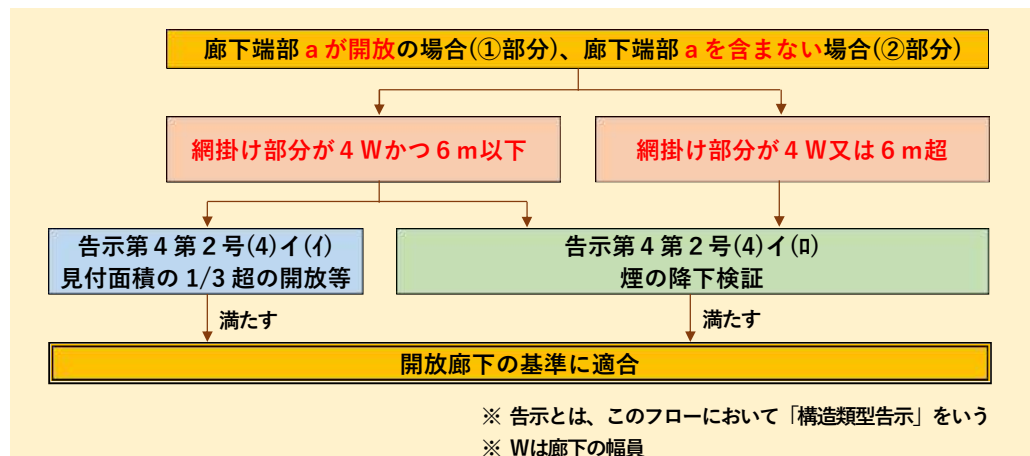 廊下端部aが開放の場合(①部分)、廊下端部aを含まない場合(②部分)
網掛け部分が4Wかつ6m以下
網掛け部分が4W又は6m超
告示第4第2号(4)イ(ｲ)
見付面積の1/3超の開放等
告示第4第2号(4)イ(ﾛ)
煙の降下検証
満たす
満たす
開放廊下の基準に適合
※ 告示とは、このフローにおいて「構造類型告示」をいう
※ Wは廊下の幅員